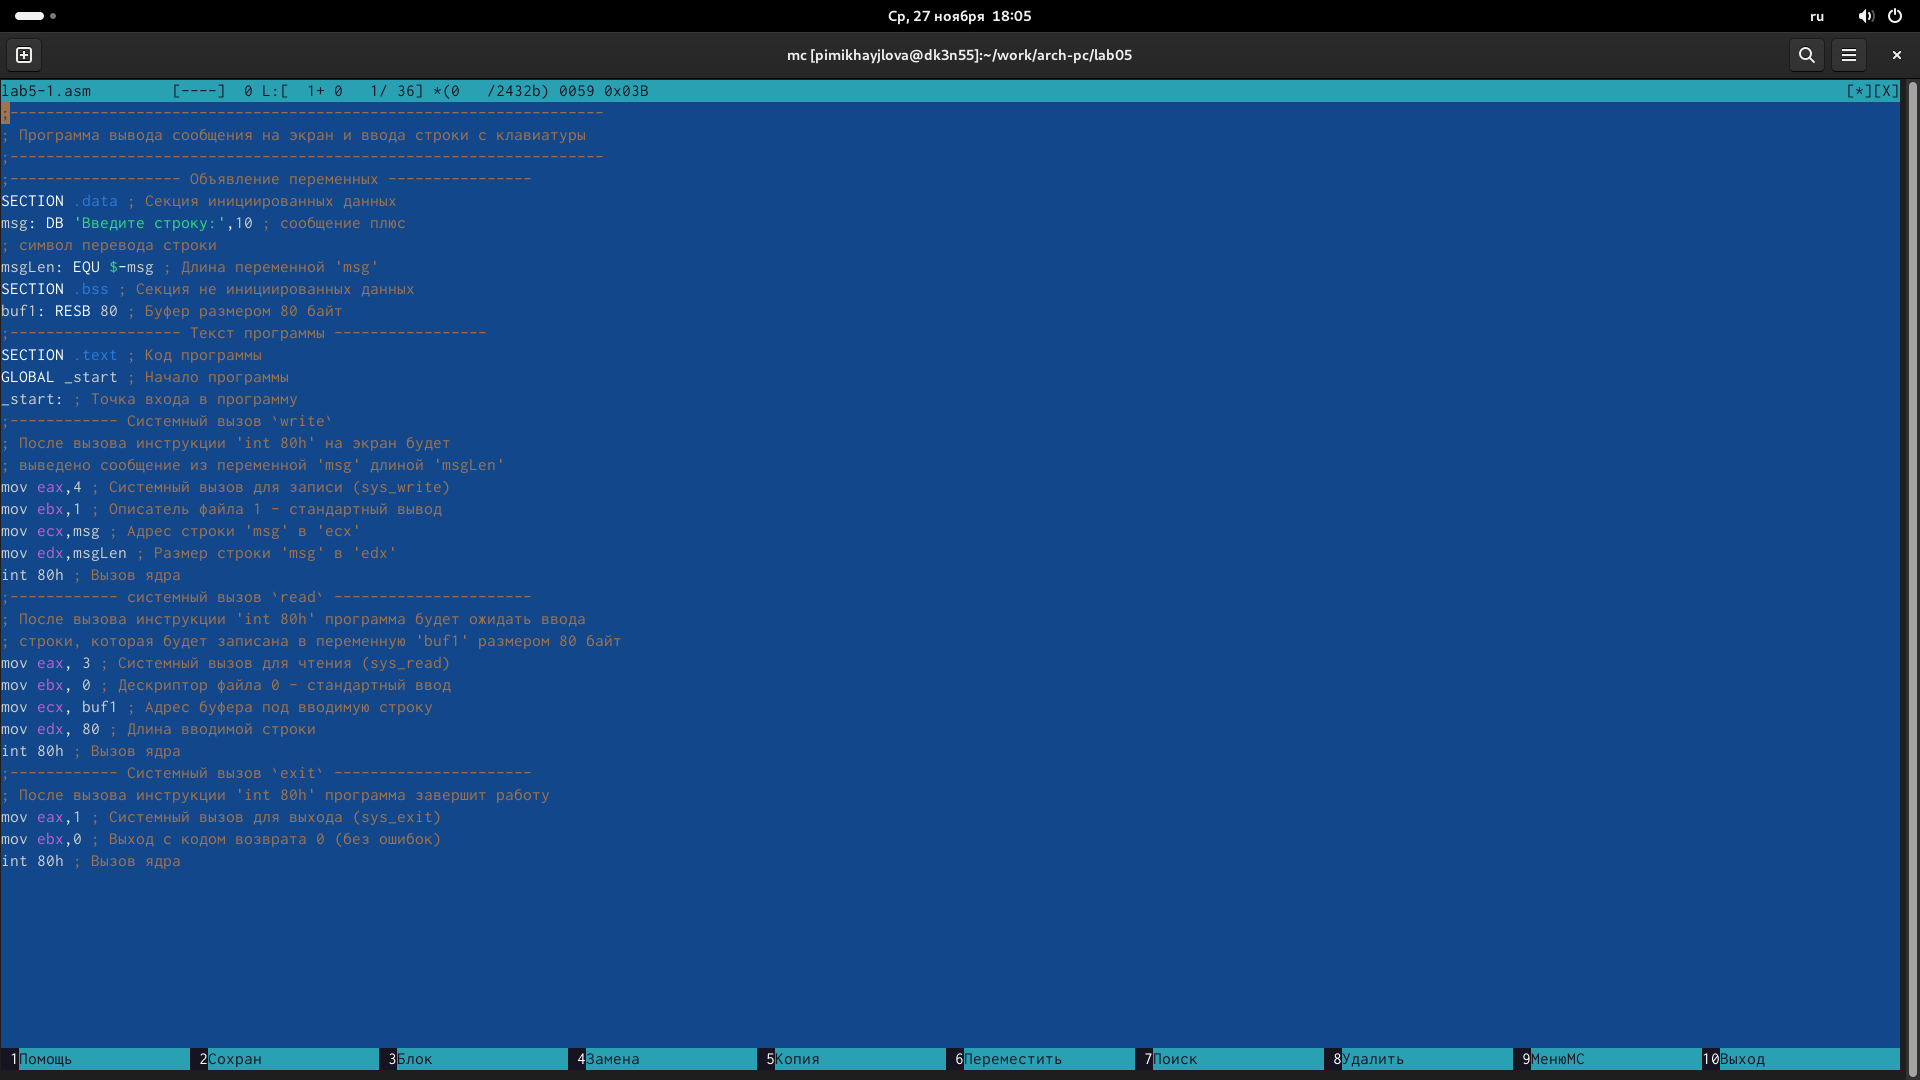 Ср, 27 ноября 18:05
ru
mc [pimikhayjlova@dk3n55]:~/work/arch-pc/lab05
lab5-1.asm [----] 0 L:[ 1+ 0 1/ 36] *(0 /2432b) 0059 0x03B [*][X]
;------------------------------------------------------------------
; Программа вывода сообщения на экран и ввода строки с клавиатуры
;------------------------------------------------------------------
;------------------- Объявление переменных ----------------
SECTION .data ; Секция инициированных данных
msg: DB 'Введите строку:',10 ; сообщение плюс
; символ перевода строки
msgLen: EQU $-msg ; Длина переменной 'msg'
SECTION .bss ; Секция не инициированных данных
buf1: RESB 80 ; Буфер размером 80 байт
;------------------- Текст программы -----------------
SECTION .text ; Код программы
GLOBAL _start ; Начало программы
_start: ; Точка входа в программу
;------------ Системный вызов `write`
; После вызова инструкции 'int 80h' на экран будет
; выведено сообщение из переменной 'msg' длиной 'msgLen'
mov eax,4 ; Системный вызов для записи (sys_write)
mov ebx,1 ; Описатель файла 1 - стандартный вывод
mov ecx,msg ; Адрес строки 'msg' в 'ecx'
mov edx,msgLen ; Размер строки 'msg' в 'edx'
int 80h ; Вызов ядра
;------------ системный вызов `read` ----------------------
; После вызова инструкции 'int 80h' программа будет ожидать ввода
; строки, которая будет записана в переменную 'buf1' размером 80 байт
mov eax, 3 ; Системный вызов для чтения (sys_read)
mov ebx, 0 ; Дескриптор файла 0 - стандартный ввод
mov ecx, buf1 ; Адрес буфера под вводимую строку
mov edx, 80 ; Длина вводимой строки
int 80h ; Вызов ядра
;------------ Системный вызов `exit` ----------------------
; После вызова инструкции 'int 80h' программа завершит работу
mov eax,1 ; Системный вызов для выхода (sys_exit)
mov ebx,0 ; Выход с кодом возврата 0 (без ошибок)
int 80h ; Вызов ядра
1Помощь 2Сохран 3Блок 4Замена 5Копия 6Переместить 7Поиск 8Удалить 9МенюMC 10Выход